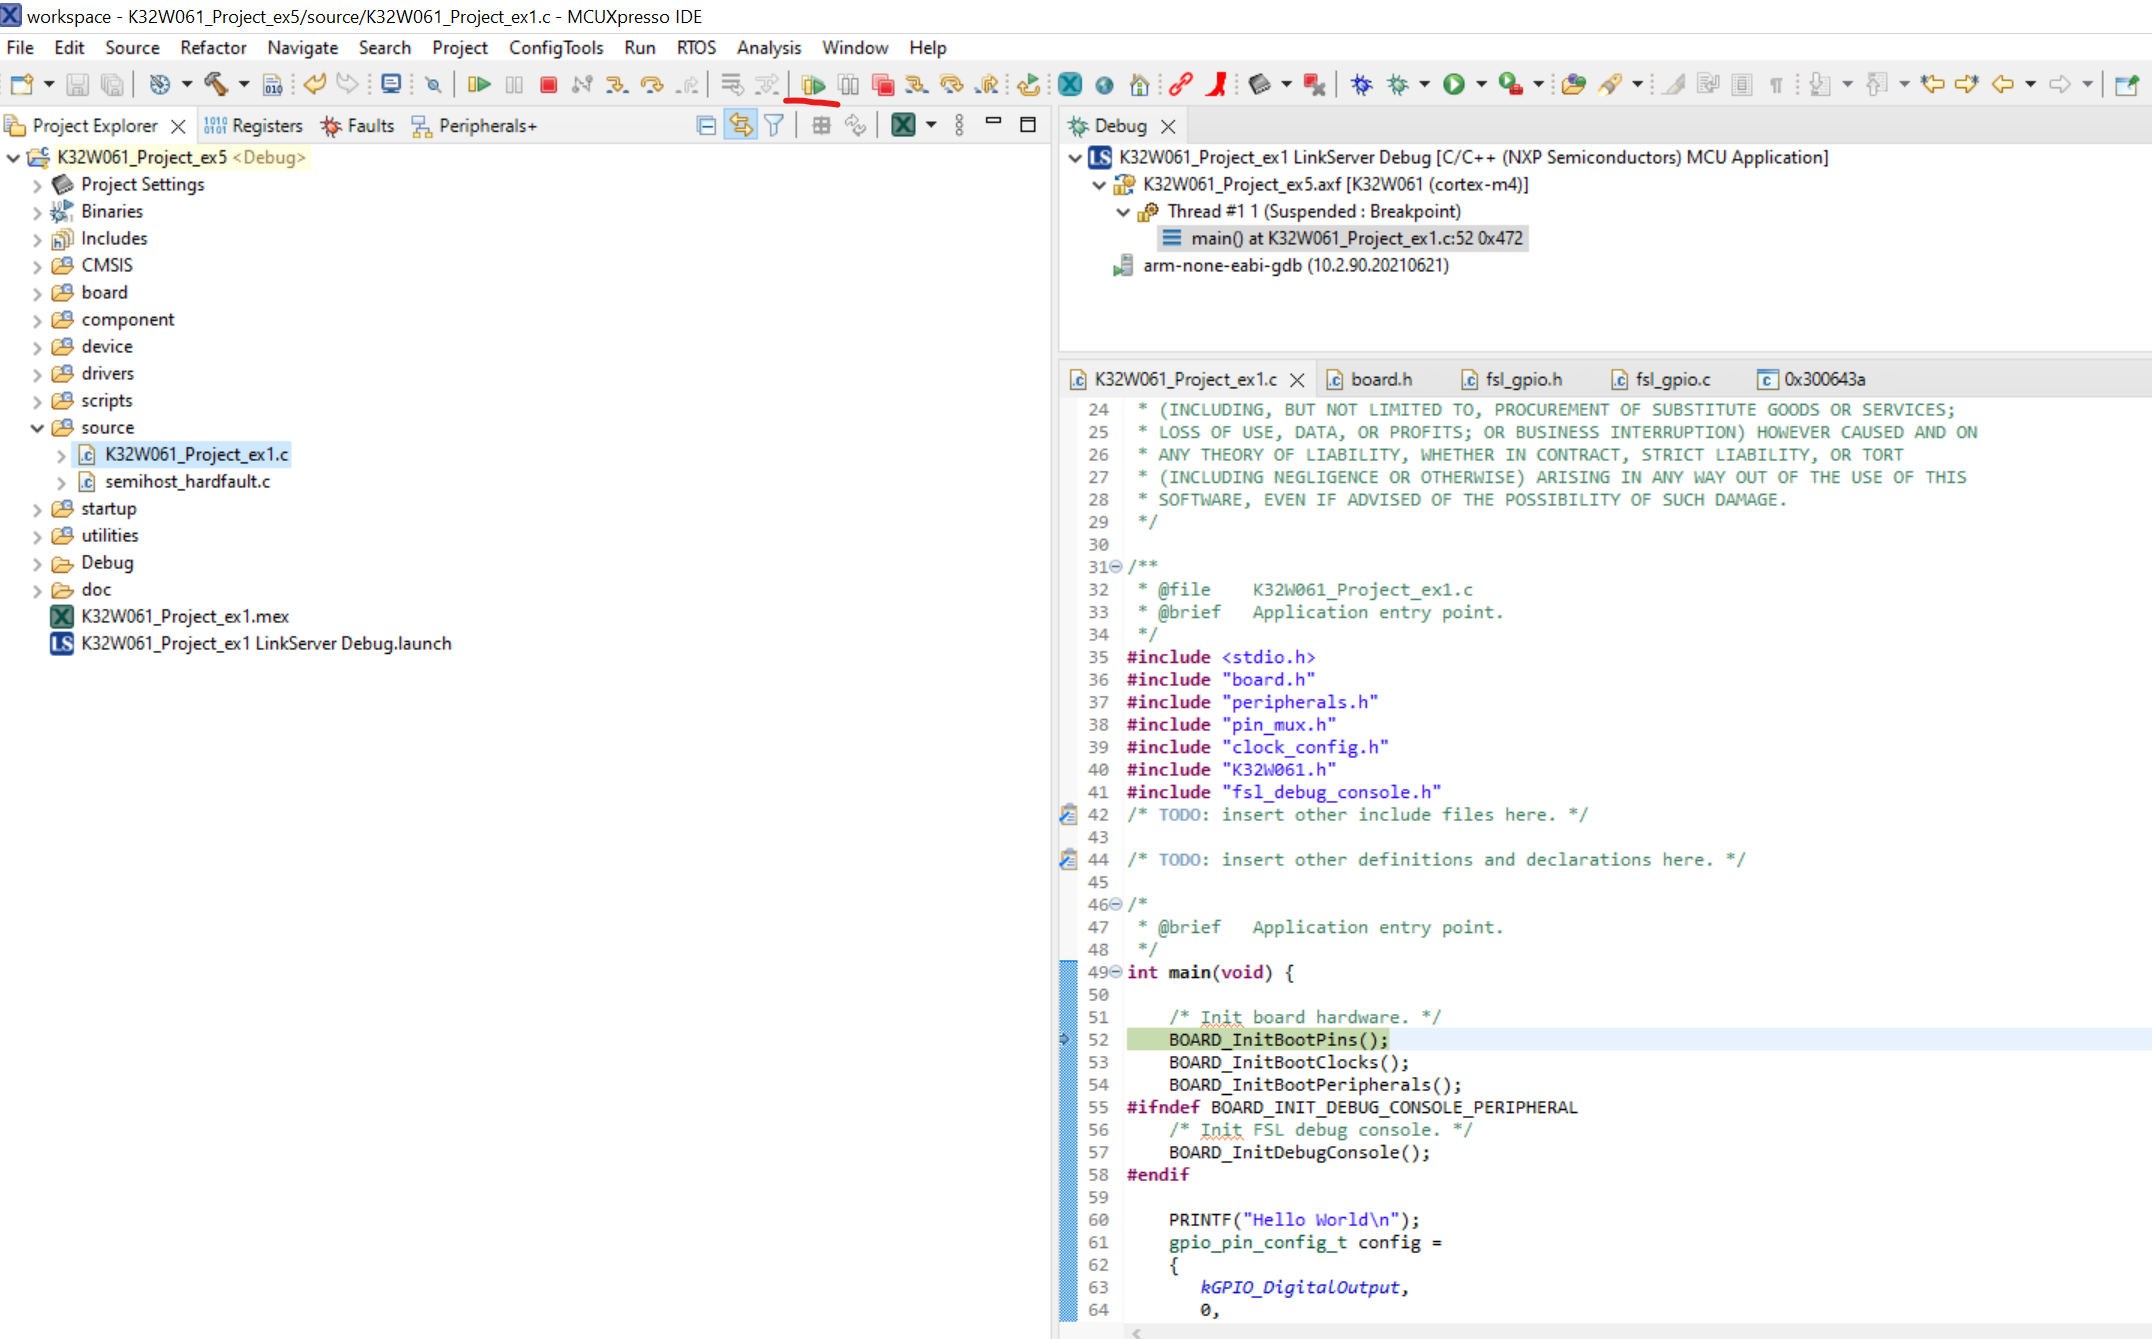 workspace - K32W061_Project_ex5/source/K32W061_Project_ex1.c - MCUXpresso IDE
File Edit Source Refactor Navigate Search Project ConfigTools Run RTOS Analysis Window Help
Project Explorer Registers Faults Peripherals+
K32W061_Project_ex5 <Debug>
Project Settings
Binaries
Includes
CMSIS
board
component
device
drivers
scripts
source
K32W061_Project_ex1.c
semihost_hardfault.c
startup
utilities
Debug
doc
K32W061_Project_ex1.mex
K32W061_Project_ex1 LinkServer Debug.launch
Debug
K32W061_Project_ex1 LinkServer Debug [C/C++ (NXP Semiconductors) MCU Application]
K32W061_Project_ex5.axf [K32W061 (cortex-m4)]
Thread #1 1 (Suspended : Breakpoint)
main() at K32W061_Project_ex1.c:52 0x472
arm-none-eabi-gdb (10.2.90.20210621)
K32W061_Project_ex1.c board.h fsl_gpio.h fsl_gpio.c 0x300643a
24 * (INCLUDING, BUT NOT LIMITED TO, PROCUREMENT OF SUBSTITUTE GOODS OR SERVICES;
25 * LOSS OF USE, DATA, OR PROFITS; OR BUSINESS INTERRUPTION) HOWEVER CAUSED AND ON
26 * ANY THEORY OF LIABILITY, WHETHER IN CONTRACT, STRICT LIABILITY, OR TORT
27 * (INCLUDING NEGLIGENCE OR OTHERWISE) ARISING IN ANY WAY OUT OF THE USE OF THIS
28 * SOFTWARE, EVEN IF ADVISED OF THE POSSIBILITY OF SUCH DAMAGE.
29 */
30
31 /**
32 * @file    K32W061_Project_ex1.c
33 * @brief   Application entry point.
34 */
35 #include <stdio.h>
36 #include "board.h"
37 #include "peripherals.h"
38 #include "pin_mux.h"
39 #include "clock_config.h"
40 #include "K32W061.h"
41 #include "fsl_debug_console.h"
42 /* TODO: insert other include files here. */
43
44 /* TODO: insert other definitions and declarations here. */
45
46 /*
47 * @brief   Application entry point.
48 */
49 int main(void) {
50
51 /* Init board hardware. */
52 BOARD_InitBootPins();
53 BOARD_InitBootClocks();
54 BOARD_InitBootPeripherals();
55 #ifndef BOARD_INIT_DEBUG_CONSOLE_PERIPHERAL
56 /* Init FSL debug console. */
57 BOARD_InitDebugConsole();
58 #endif
59
60 PRINTF("Hello World\n");
61 gpio_pin_config_t config =
62 {
63 kGPIO_DigitalOutput,
64 0,